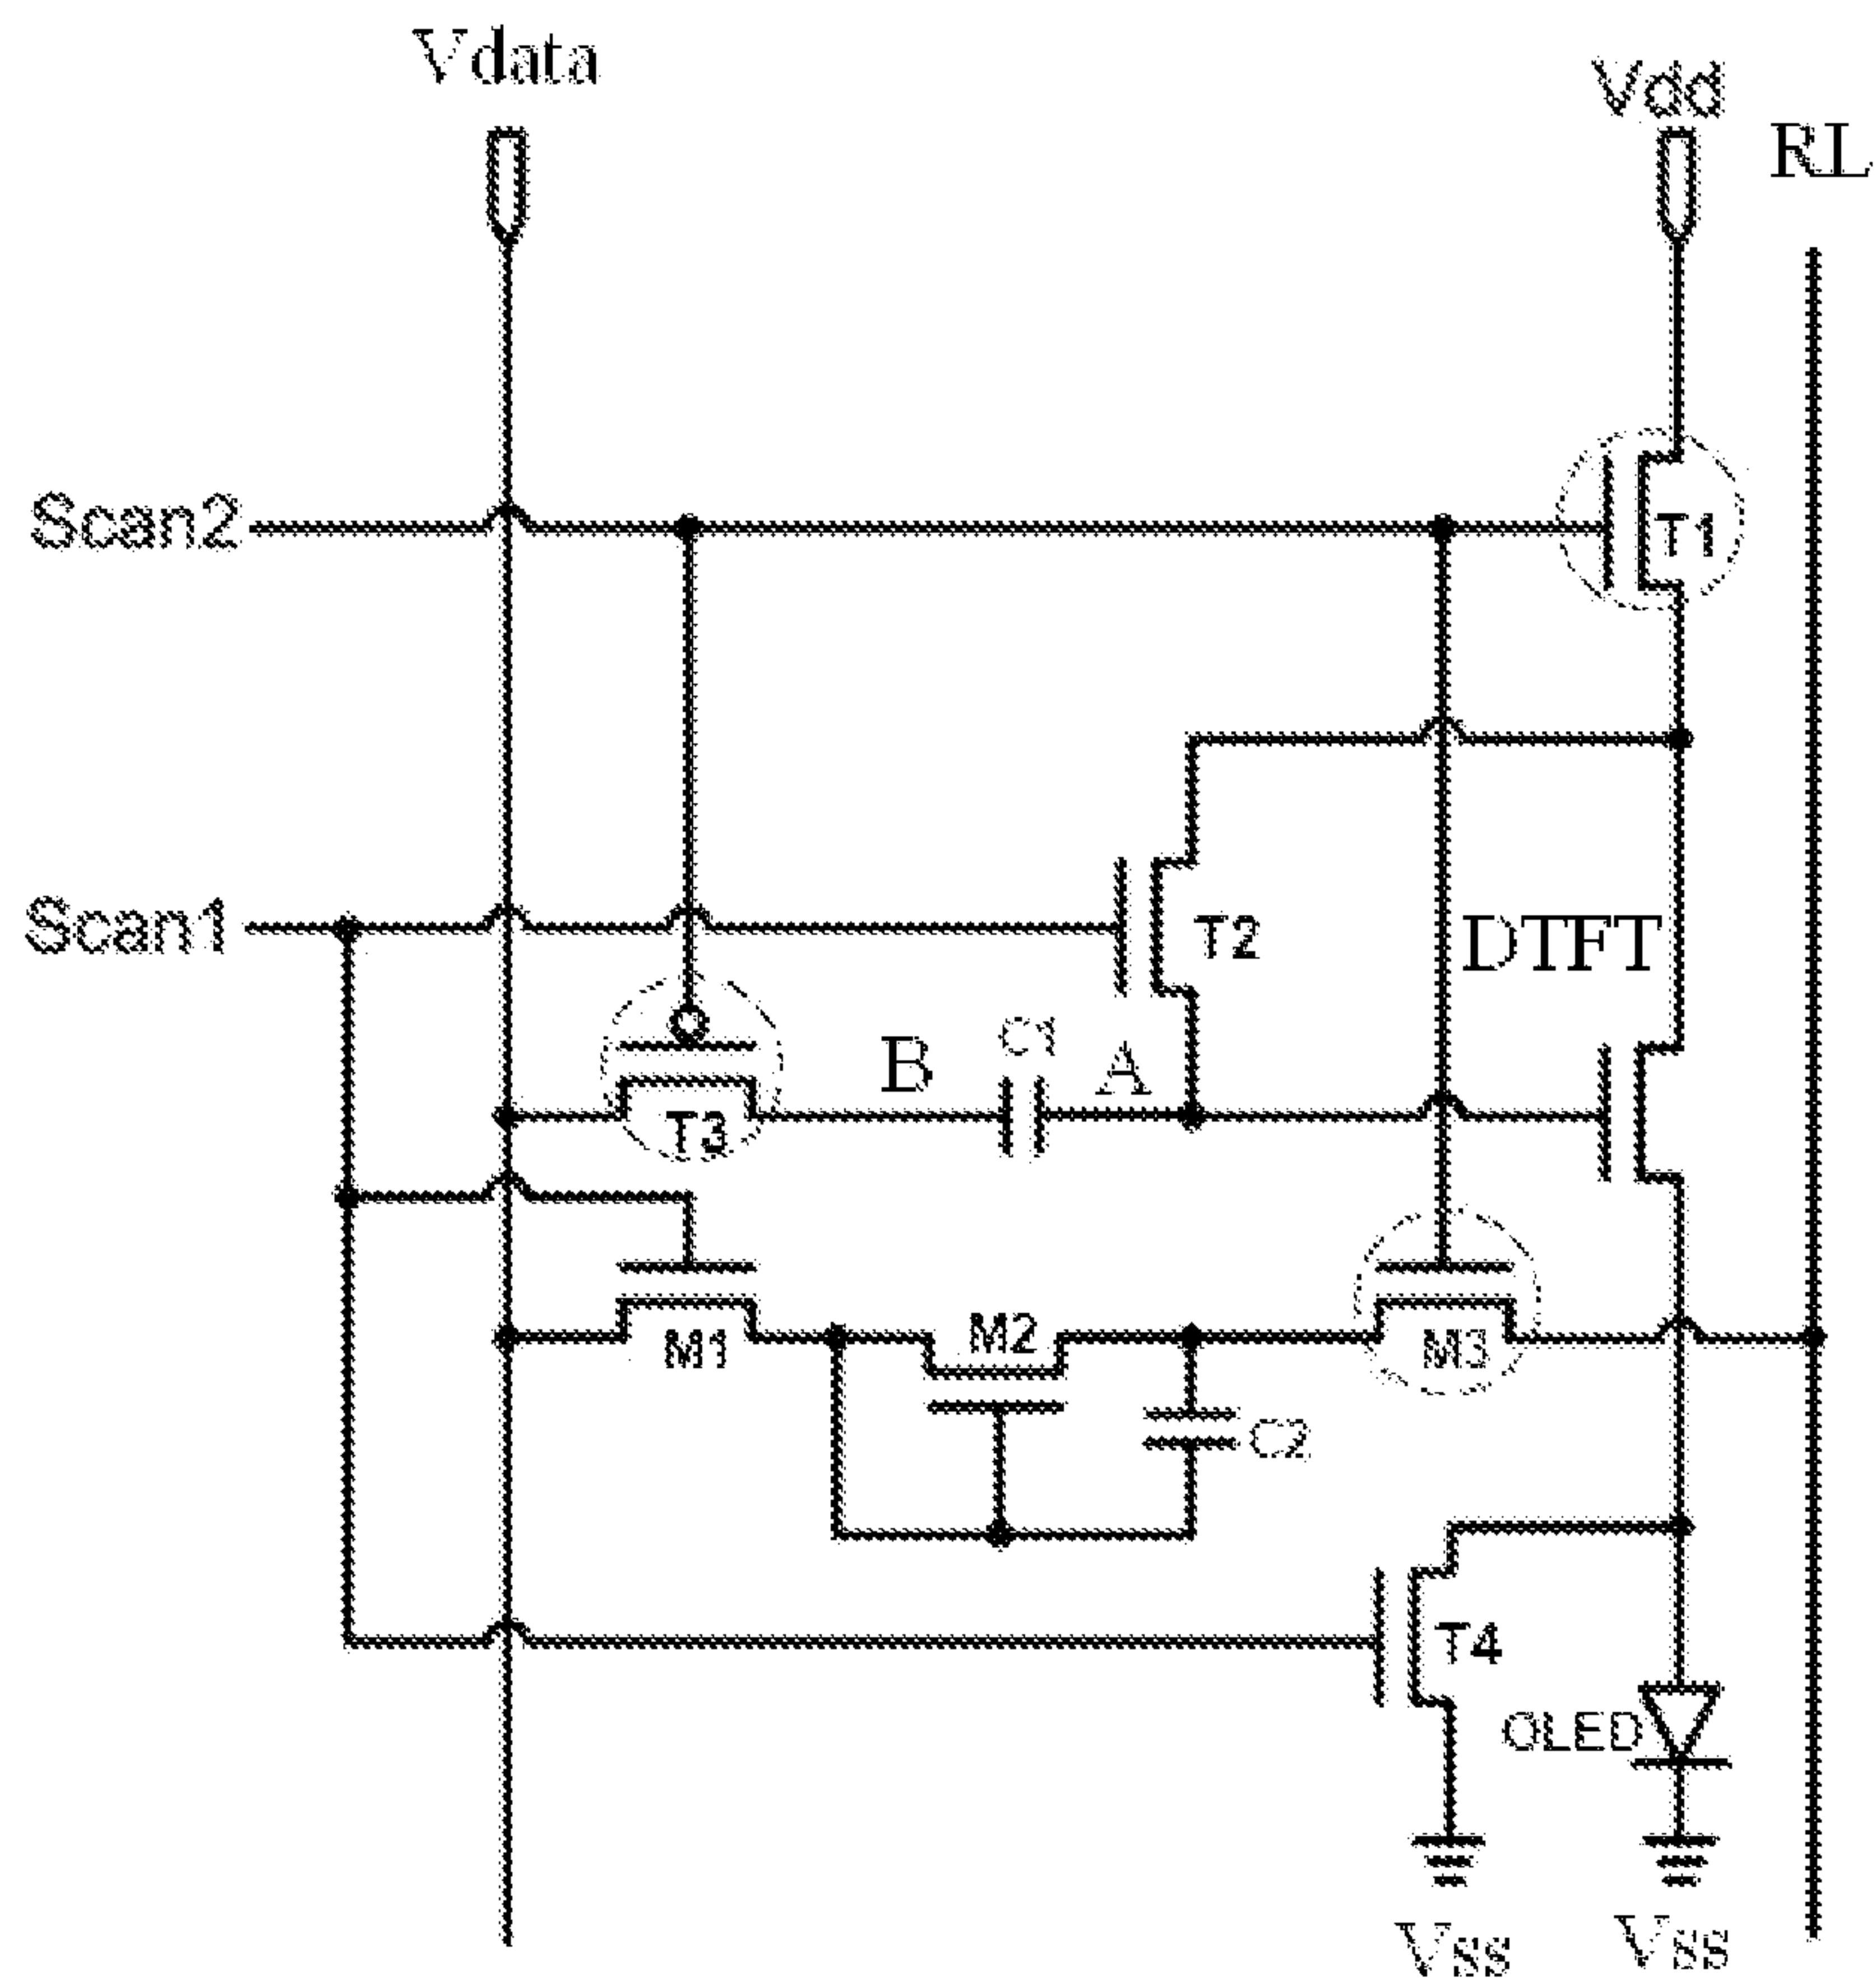 Vdata
Vdd
RL
Scan2
T1
Scan1
T2
DTFT
B
C1
A
T3
M1
M2
M3
C2
T4
OLED
Vss
Vss